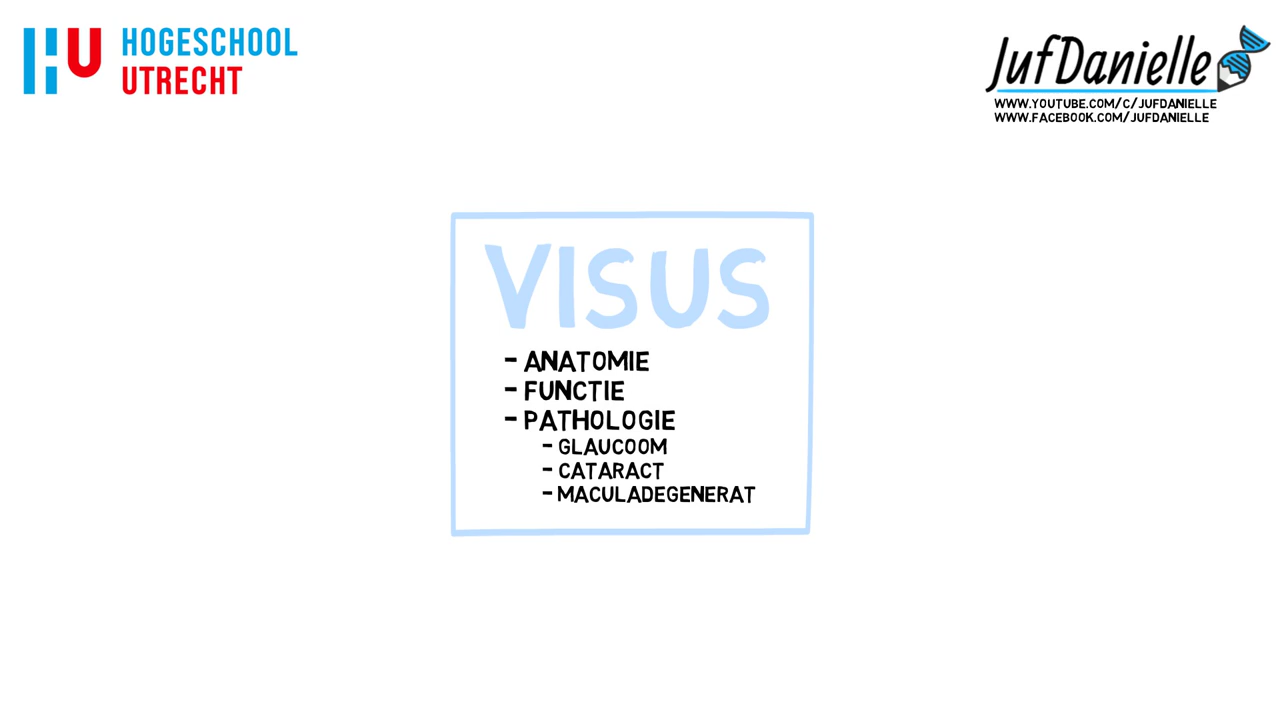 HOGESCHOOL
UTRECHT
JufDanielle
WWW.YOUTUBE.COM/C/JUFDANIELLE
WWW.FACEBOOK.COM/JUFDANIELLE
VISUS
- ANATOMIE
- FUNCTIE
- PATHOLOGIE
- GLAUCOOM
- CATARACT
- MACULADEGENERAT